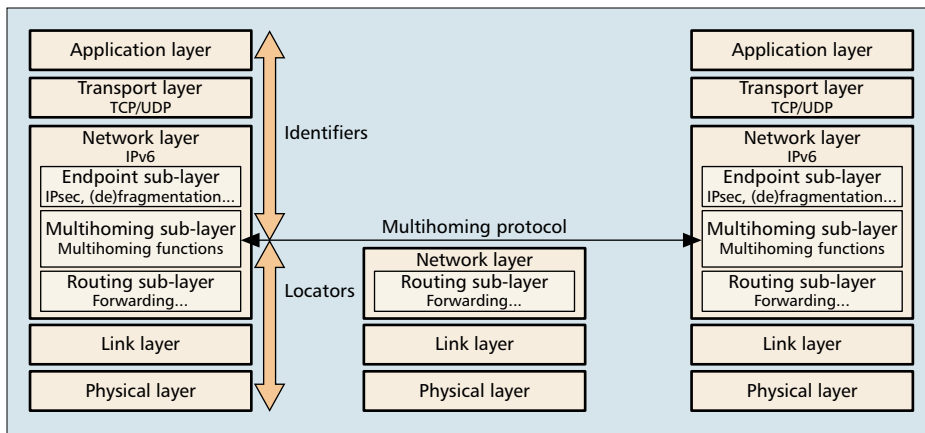 Application layer
Transport layer
TCP/UDP
Network layer
IPv6
Endpoint sub-layer
IPsec, (de)fragmentation...
Multihoming sub-layer
Multihoming functions
Routing sub-layer
Forwarding...
Link layer
Physical layer
Identifiers
Locators
Multihoming protocol
Network layer
Routing sub-layer
Forwarding...
Link layer
Physical layer
Application layer
Transport layer
TCP/UDP
Network layer
IPv6
Endpoint sub-layer
IPsec, (de)fragmentation...
Multihoming sub-layer
Multihoming functions
Routing sub-layer
Forwarding...
Link layer
Physical layer